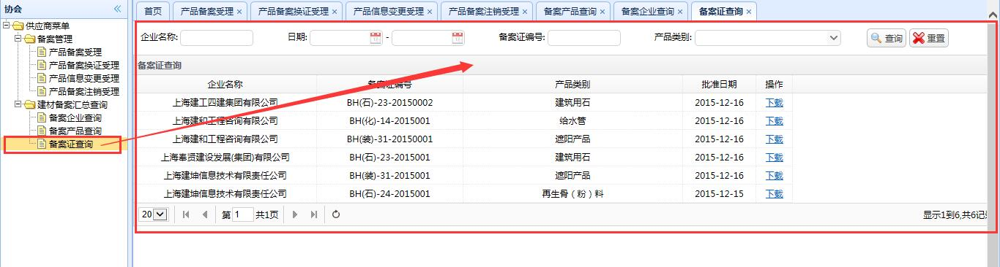 协会
供应商菜单
备案管理
产品备案受理
产品备案换证受理
产品信息变更受理
产品备案注销受理
建材备案汇总查询
备案企业查询
备案产品查询
备案证查询
首页 产品备案受理 产品备案换证受理 产品信息变更受理 产品备案注销受理 备案产品查询 备案企业查询 备案证查询
企业名称: 日期: - 备案证编号: 产品类别: 查询 重置
备案证查询
企业名称 备案证编号 产品类别 批准日期 操作
上海建工四建集团有限公司 BH(石)-23-20150002 建筑用石 2015-12-16 下载
上海建和工程咨询有限公司 BH(化)-14-2015001 给水管 2015-12-16 下载
上海建和工程咨询有限公司 BH(装)-31-20150001 遮阳产品 2015-12-16 下载
上海奉贤建设发展(集团)有限公司 BH(石)-23-2015001 建筑用石 2015-12-16 下载
上海建坤信息技术有限责任公司 BH(装)-31-2015001 遮阳产品 2015-12-16 下载
上海建坤信息技术有限责任公司 BH(石)-24-2015001 再生骨（粉）料 2015-12-15 下载
20 第 1 共1页 显示1到6,共6记